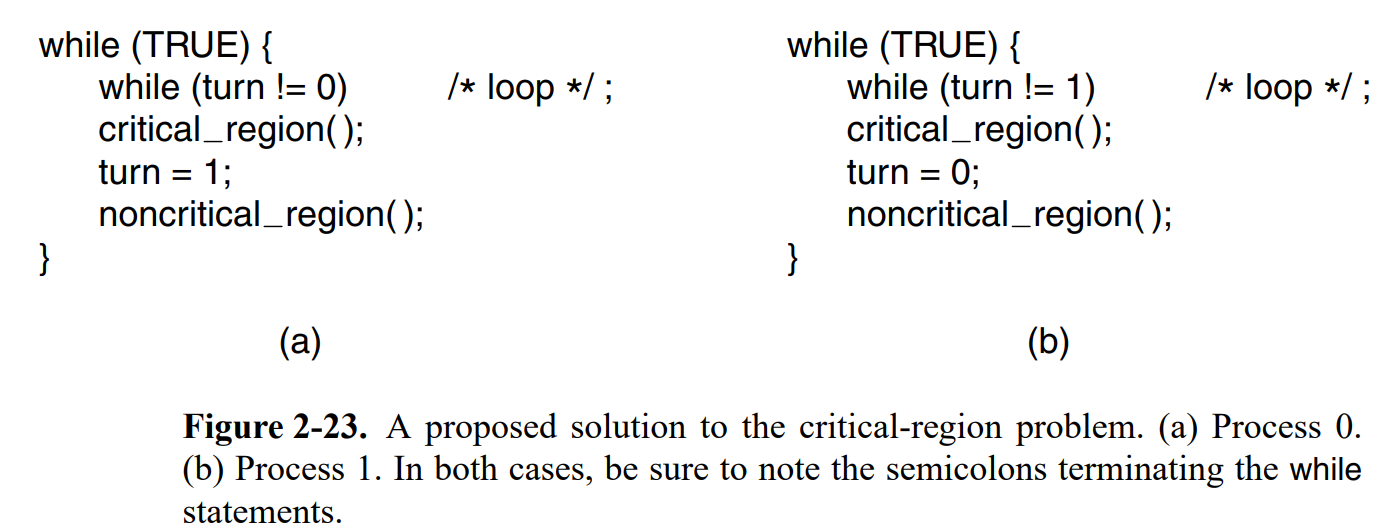 while (TRUE) {
while (turn != 0) /* loop */ ;
critical_region( );
turn = 1;
noncritical_region( );
}
(a)
while (TRUE) {
while (turn != 1) /* loop */ ;
critical_region( );
turn = 0;
noncritical_region( );
}
(b)
Figure 2-23. A proposed solution to the critical-region problem. (a) Process 0.
(b) Process 1. In both cases, be sure to note the semicolons terminating the while
statements.